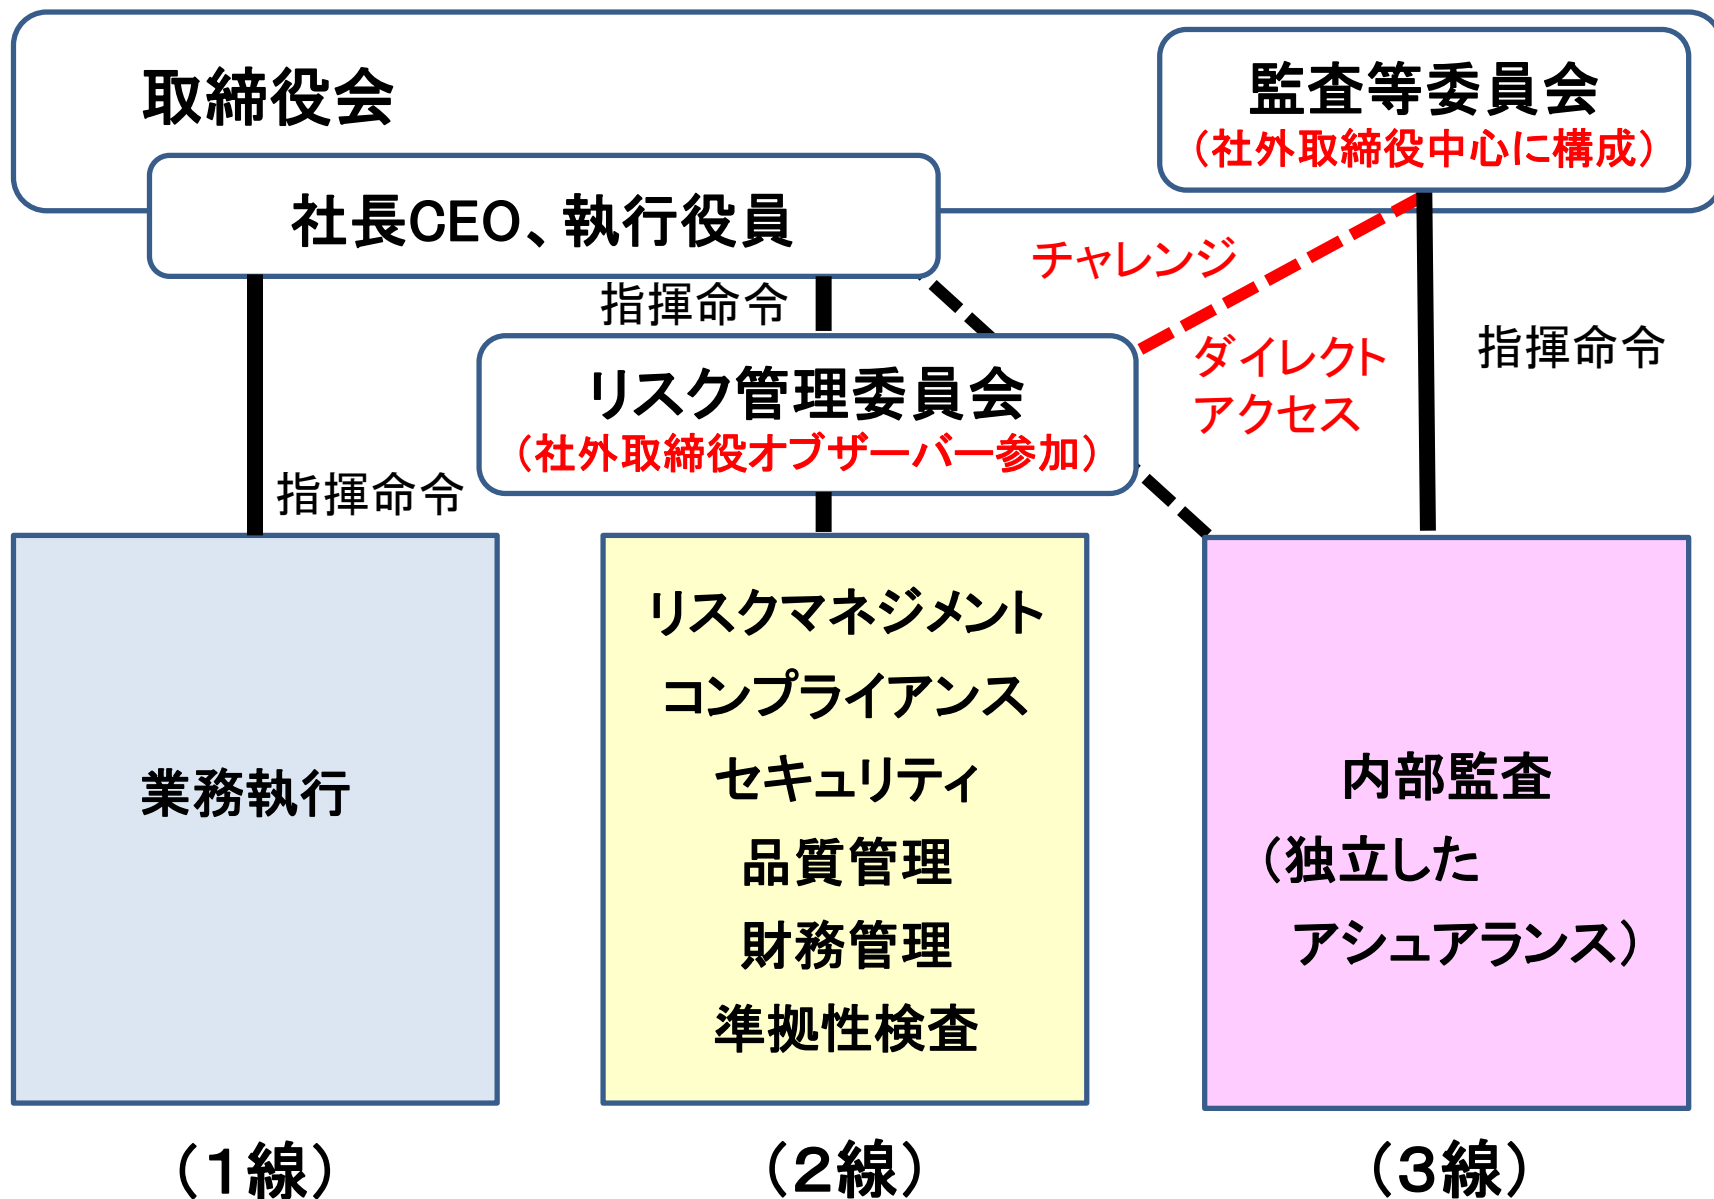 取締役会
監査等委員会
（社外取締役中心に構成）
社長CEO、執行役員
チャレンジ
指揮命令
ダイレクト
アクセス
指揮命令
リスク管理委員会
（社外取締役オブザーバー参加）
指揮命令
業務執行
リスクマネジメント
コンプライアンス
セキュリティ
品質管理
財務管理
準拠性検査
内部監査
（独立した
アシュアランス）
（１線）
（２線）
（３線）